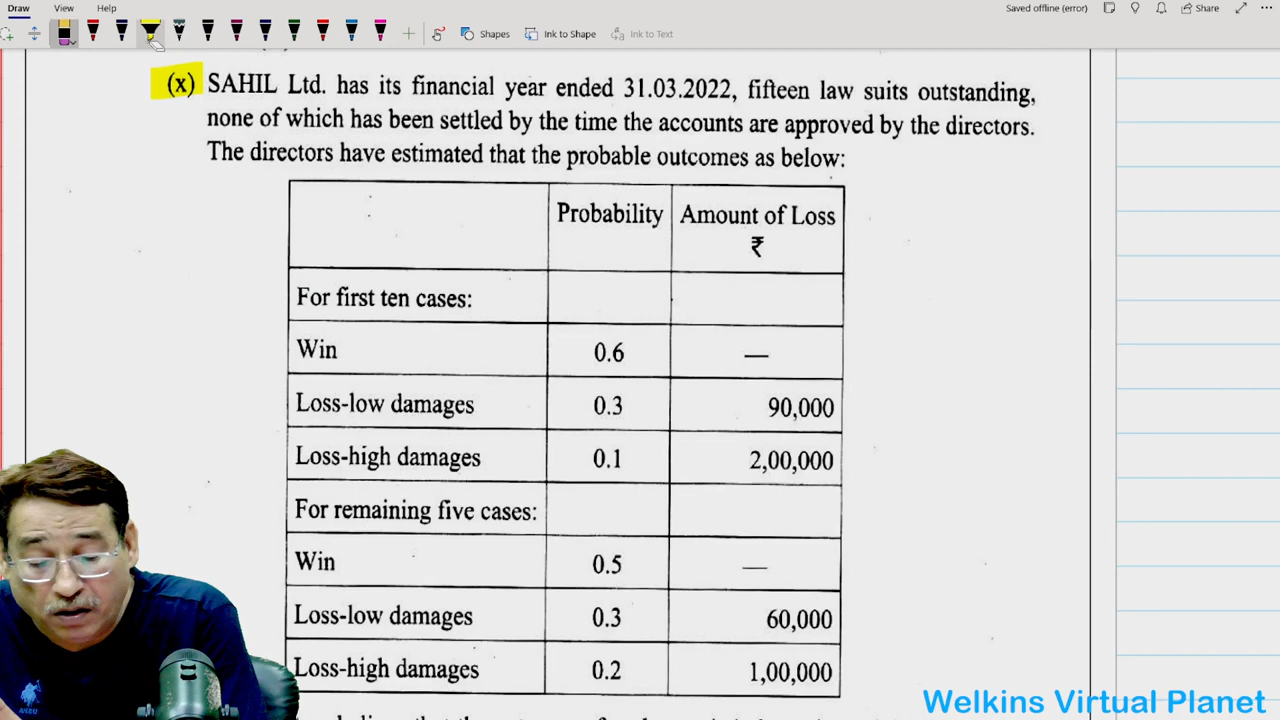 Draw View Help Saved offline (error) Share
Shapes Ink to Shape Ink to Text
(x) SAHIL Ltd. has its financial year ended 31.03.2022, fifteen law suits outstanding,
none of which has been settled by the time the accounts are approved by the directors.
The directors have estimated that the probable outcomes as below:
Probability Amount of Loss
₹
For first ten cases:
Win 0.6 —
Loss-low damages 0.3 90,000
Loss-high damages 0.1 2,00,000
For remaining five cases:
Win 0.5 —
Loss-low damages 0.3 60,000
Loss-high damages 0.2 1,00,000
Welkins Virtual Planet